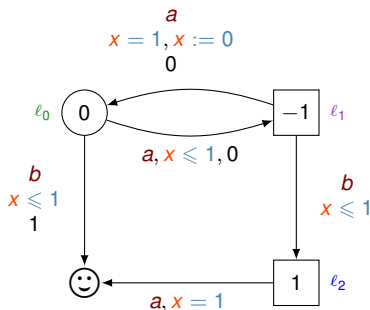 a
x = 1, x := 0
0
ℓ₀ 0 −1 ℓ₁
a, x ⩽ 1, 0
b
x ⩽ 1
1
b
x ⩽ 1
1 ℓ₂
a, x = 1